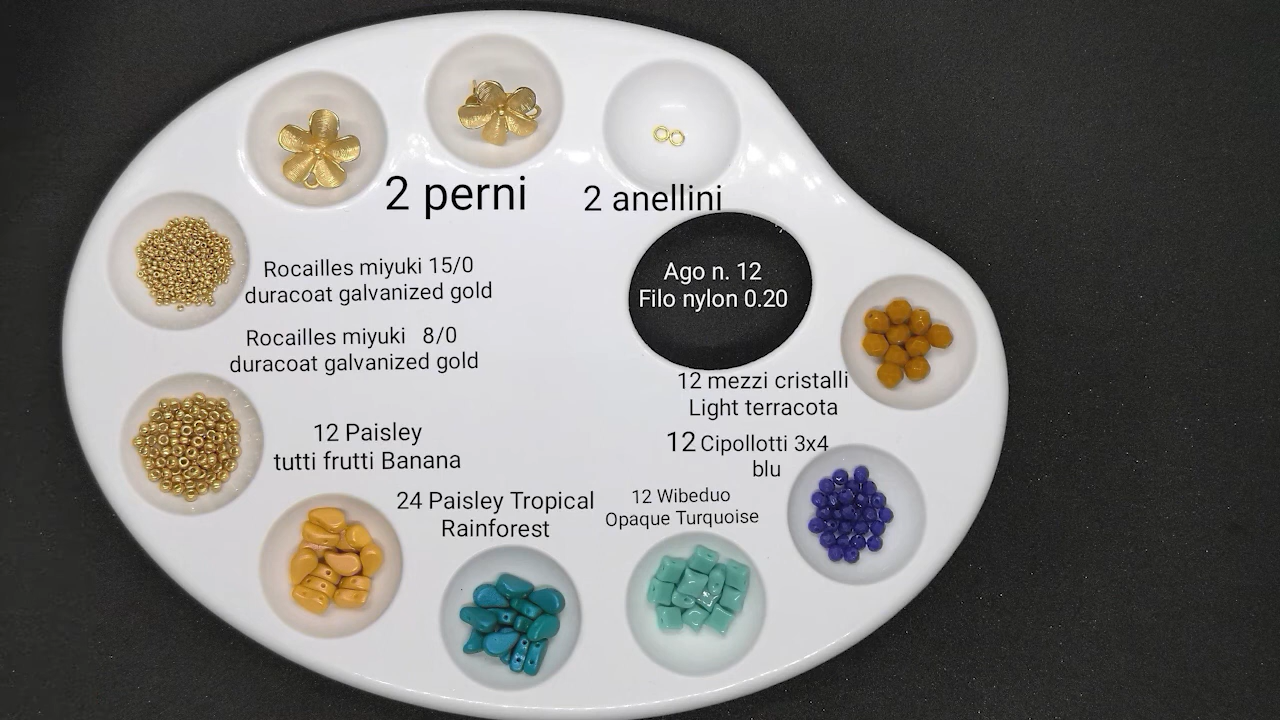 2 perni
2 anellini
Rocailles miyuki 15/0
duracoat galvanized gold
Ago n. 12
Filo nylon 0.20
Rocailles miyuki 8/0
duracoat galvanized gold
12 mezzi cristalli
Light terracota
12 Paisley
tutti frutti Banana
12 Cipollotti 3x4
blu
24 Paisley Tropical
Rainforest
12 Wibeduo
Opaque Turquoise